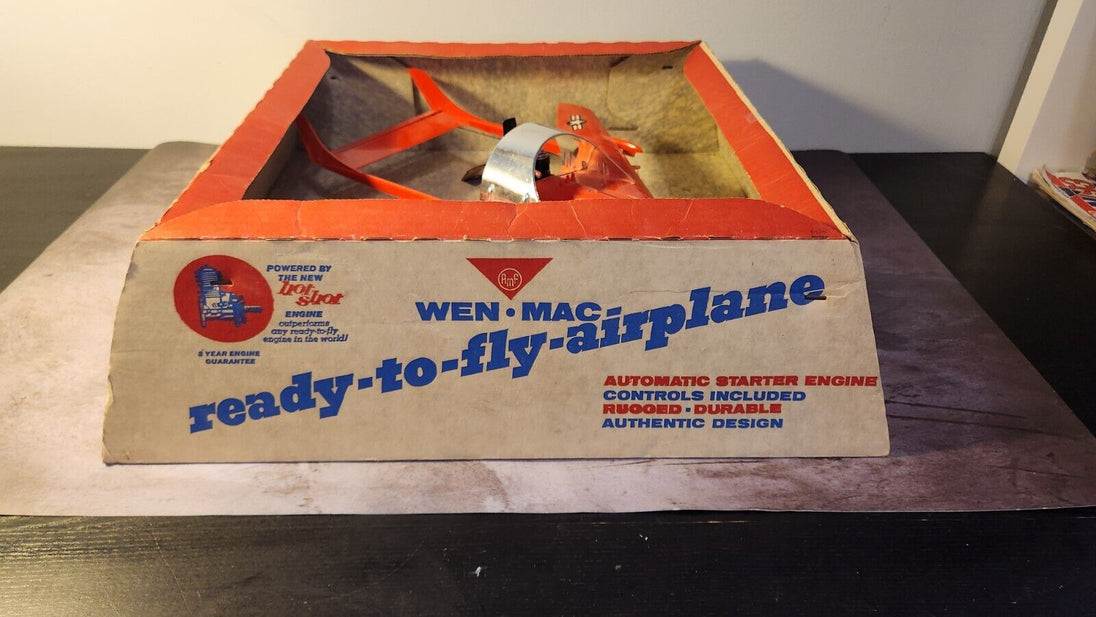 POWERED BY
THE NEW
hot-shot
ENGINE
outperforms
any ready-to-fly
engine in the world!
2 YEAR ENGINE
GUARANTEE
AMF
WEN·MAC
ready-to-fly-airplane
AUTOMATIC STARTER ENGINE
CONTROLS INCLUDED
RUGGED·DURABLE
AUTHENTIC DESIGN